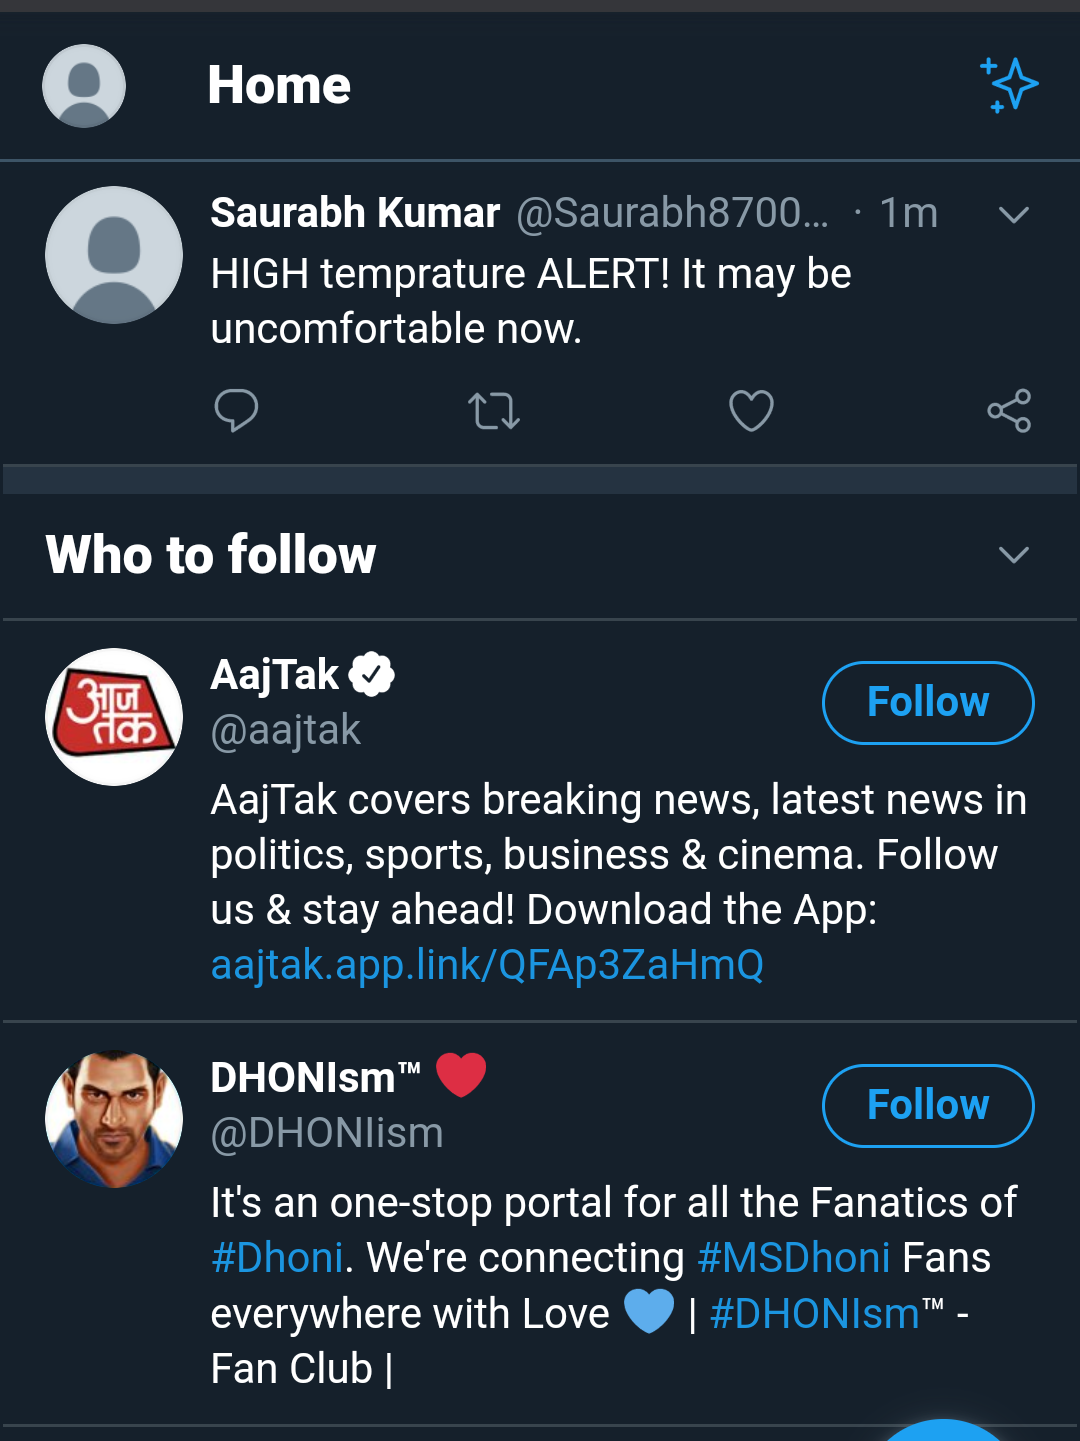 Home
Saurabh Kumar @Saurabh8700... · 1m
HIGH temprature ALERT! It may be
uncomfortable now.
Who to follow
आज
तक
AajTak
@aajtak
Follow
AajTak covers breaking news, latest news in
politics, sports, business & cinema. Follow
us & stay ahead! Download the App:
aajtak.app.link/QFAp3ZaHmQ
DHONIsm™ ❤️
@DHONIism
Follow
It's an one-stop portal for all the Fanatics of
#Dhoni. We're connecting #MSDhoni Fans
everywhere with Love 💙 | #DHONIsm™ -
Fan Club |